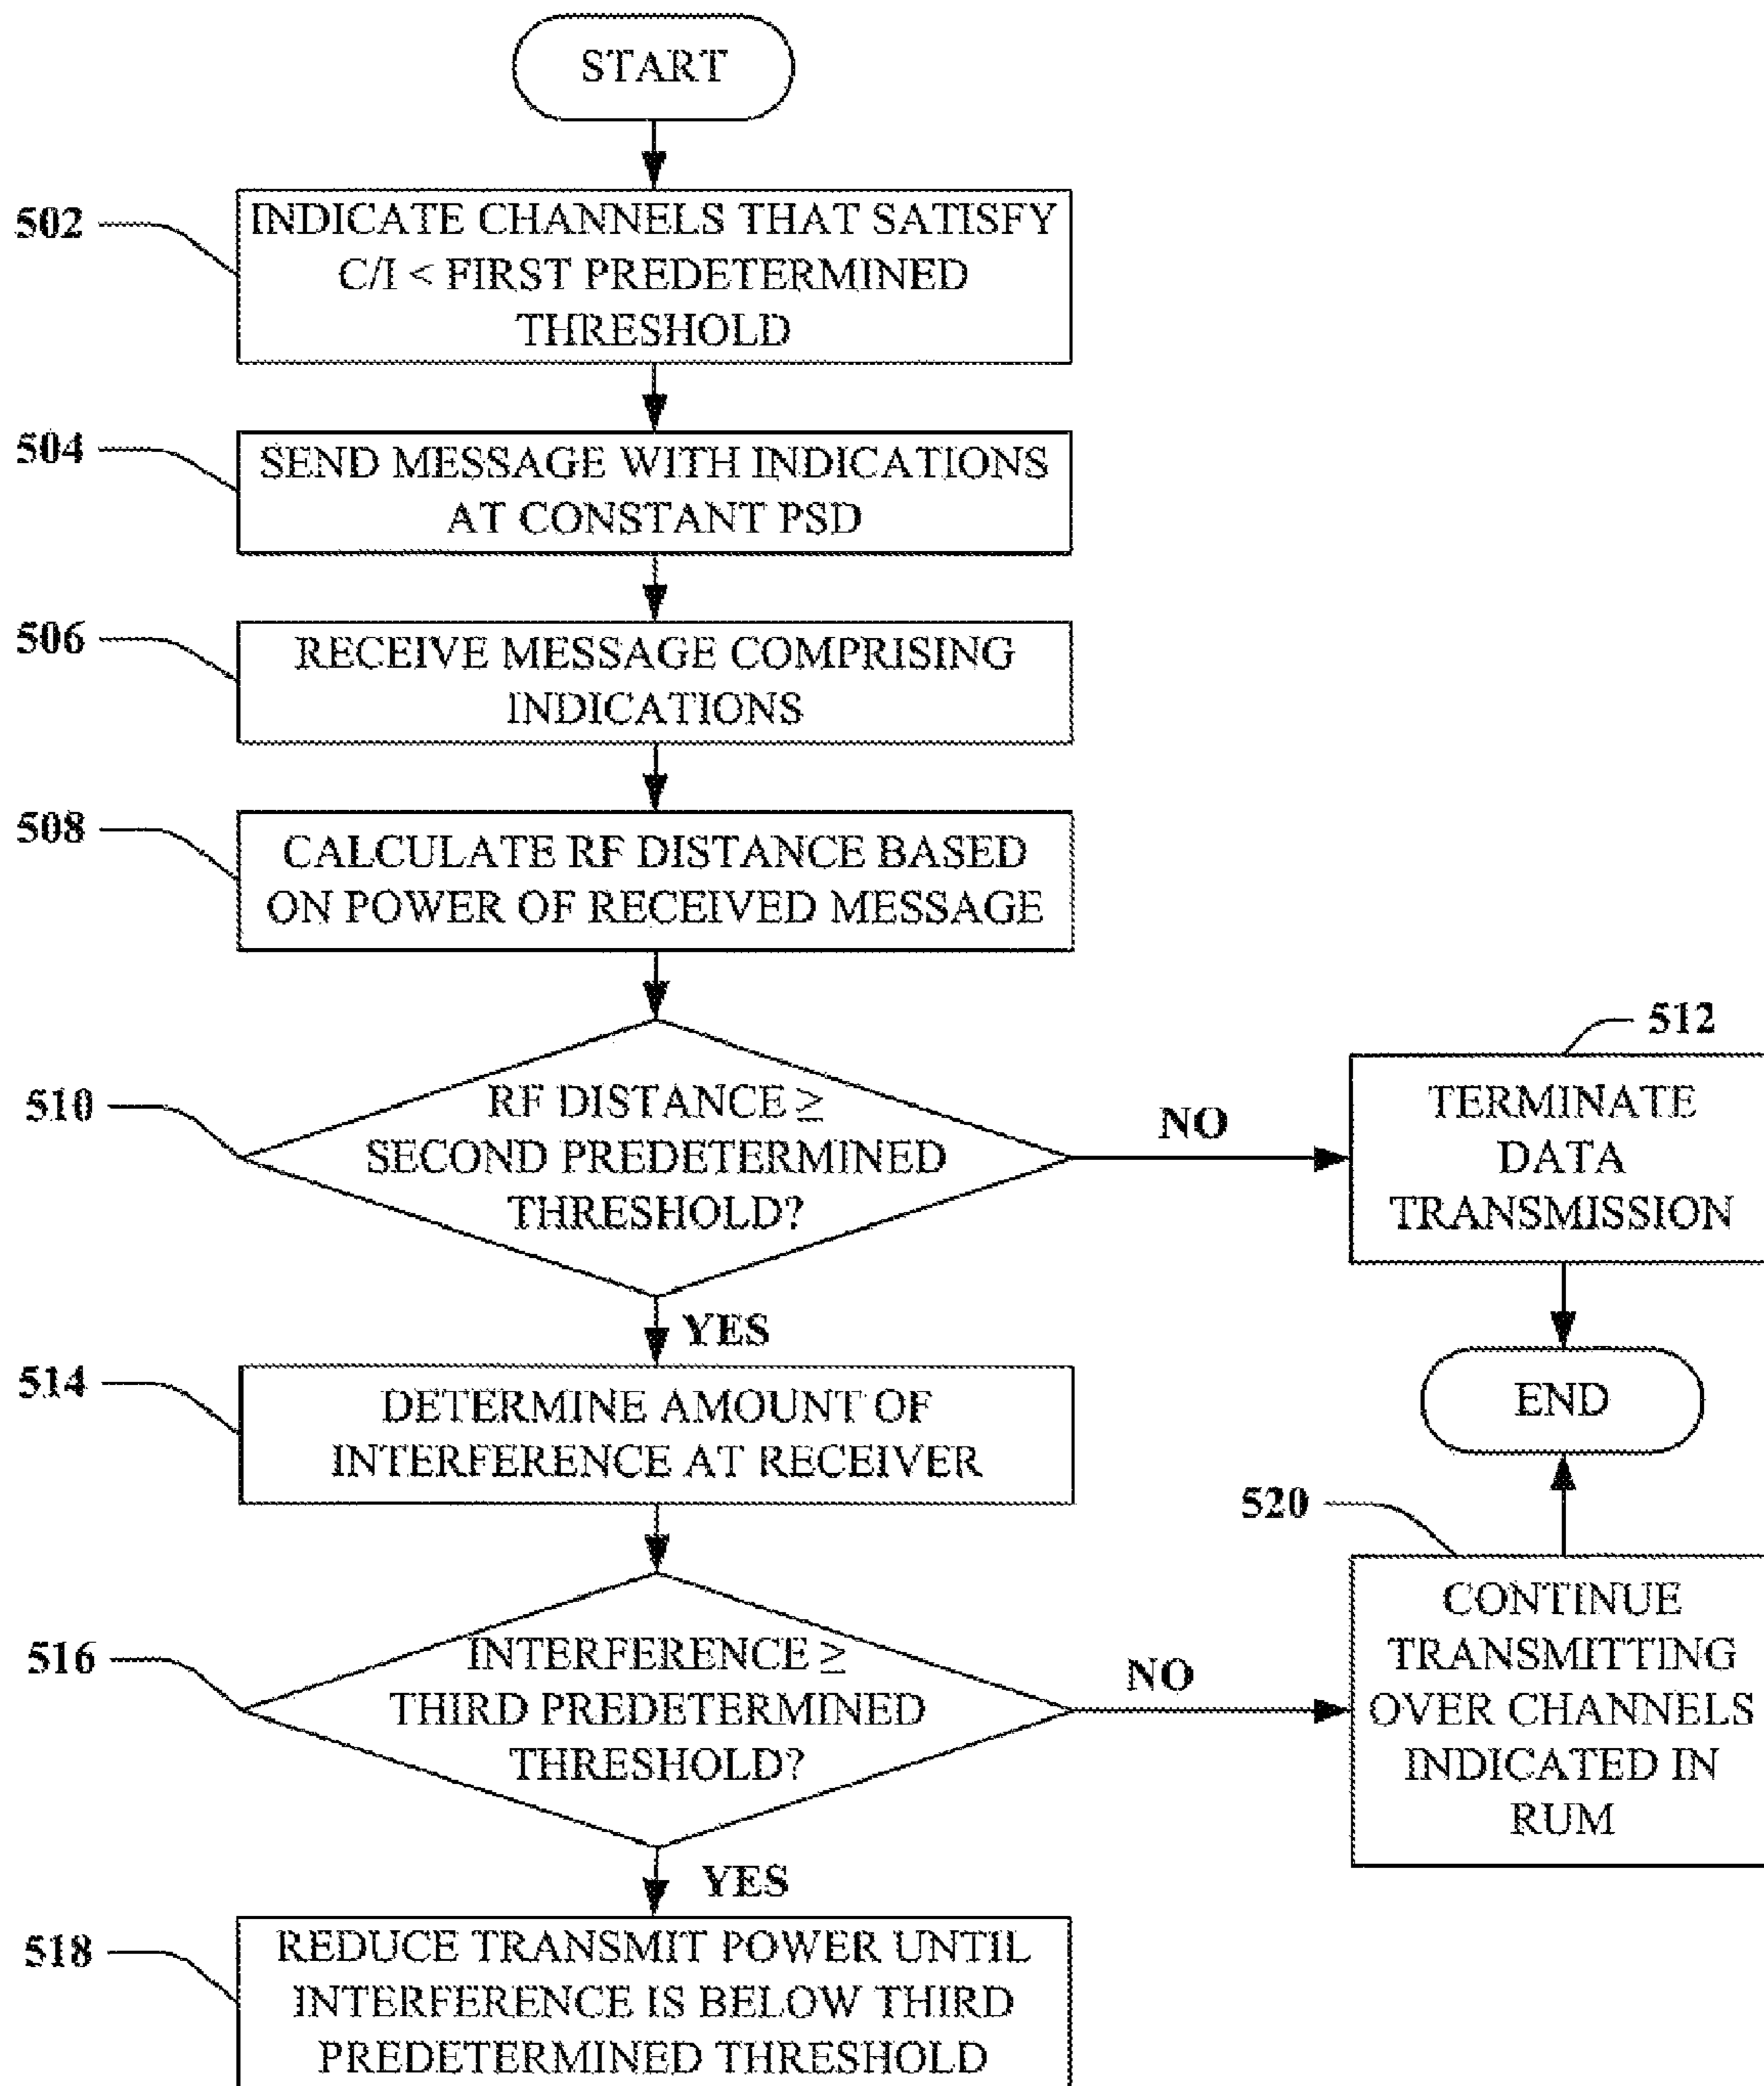 START
502
INDICATE CHANNELS THAT SATISFY
C/I < FIRST PREDETERMINED
THRESHOLD
504
SEND MESSAGE WITH INDICATIONS
AT CONSTANT PSD
506
RECEIVE MESSAGE COMPRISING
INDICATIONS
508
CALCULATE RF DISTANCE BASED
ON POWER OF RECEIVED MESSAGE
510
RF DISTANCE ≥
SECOND PREDETERMINED
THRESHOLD?
NO
512
TERMINATE
DATA
TRANSMISSION
END
YES
514
DETERMINE AMOUNT OF
INTERFERENCE AT RECEIVER
516
INTERFERENCE ≥
THIRD PREDETERMINED
THRESHOLD?
NO
520
CONTINUE
TRANSMITTING
OVER CHANNELS
INDICATED IN
RUM
YES
518
REDUCE TRANSMIT POWER UNTIL
INTERFERENCE IS BELOW THIRD
PREDETERMINED THRESHOLD